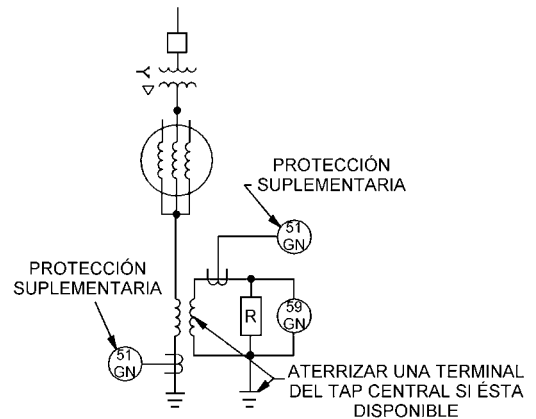 Y
PROTECCIÓN
SUPLEMENTARIA
51
GN
PROTECCIÓN
SUPLEMENTARIA
R
59
GN
51
GN
ATERRIZAR UNA TERMINAL
DEL TAP CENTRAL SI ÉSTA
DISPONIBLE